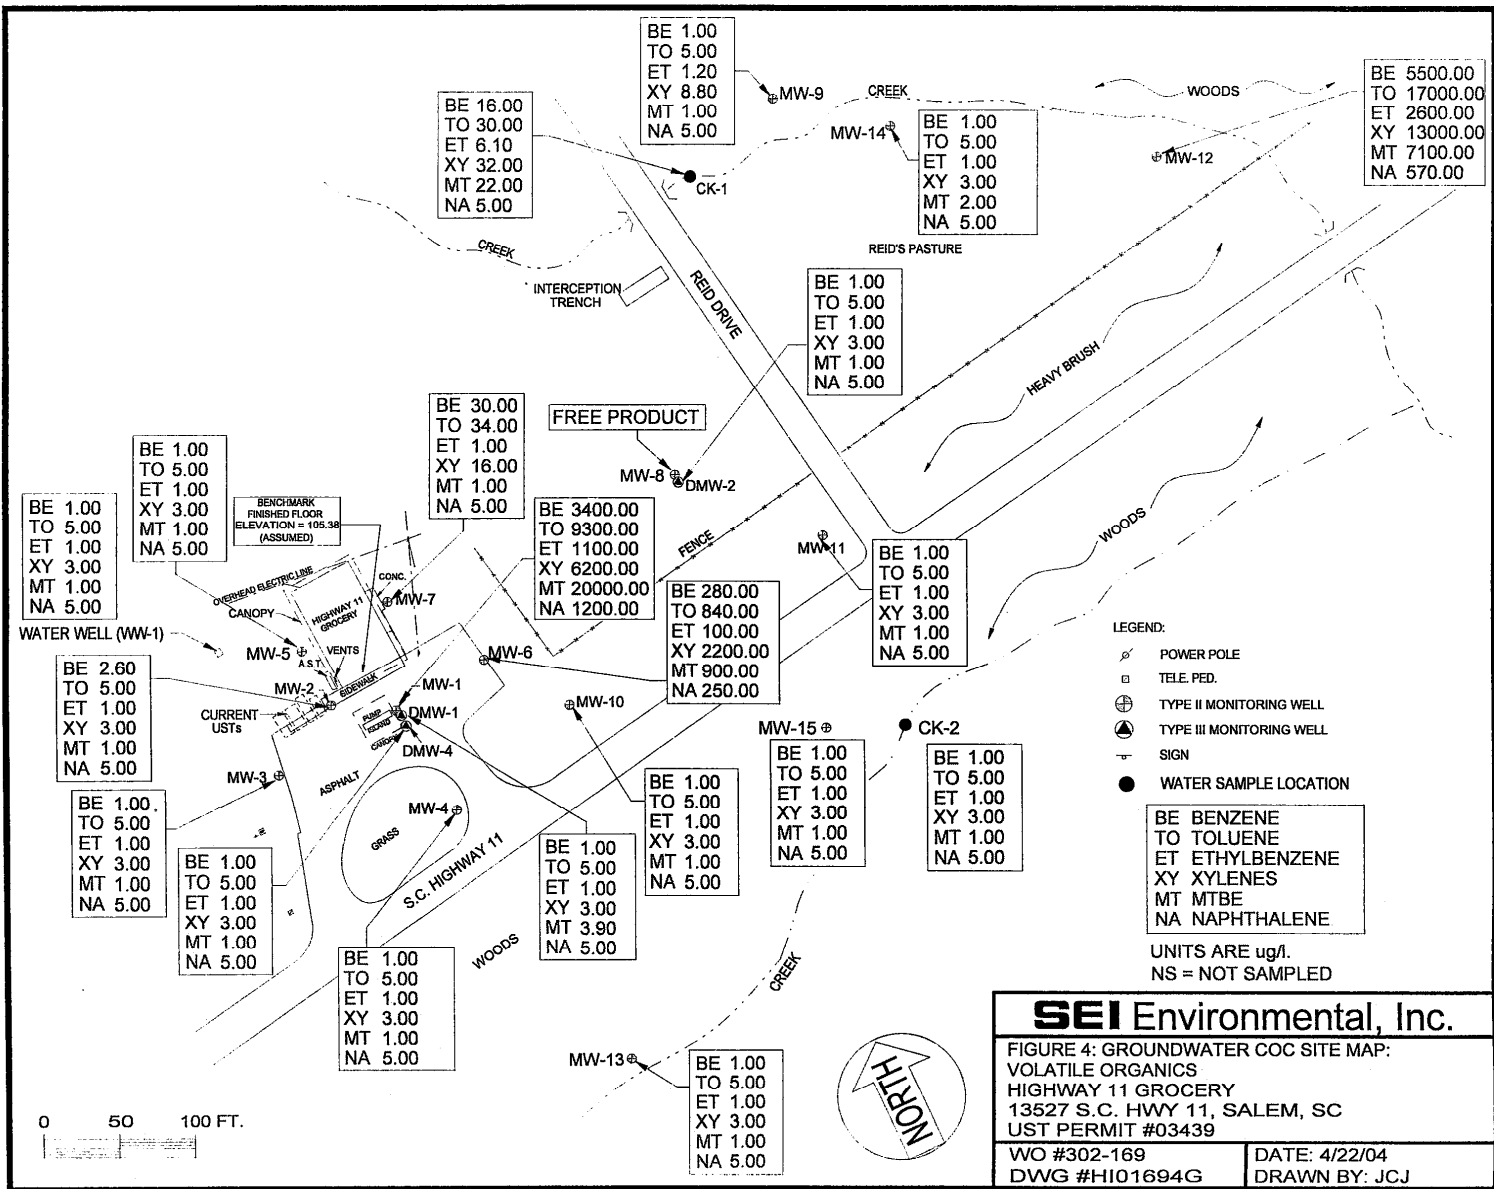 BE 1.00
TO 5.00
ET 1.20
XY 8.80
MT 1.00
NA 5.00
MW-9
CREEK
WOODS
BE 5500.00
TO 17000.00
ET 2600.00
XY 13000.00
MT 7100.00
NA 570.00
BE 16.00
TO 30.00
ET 6.10
XY 32.00
MT 22.00
NA 5.00
MW-14
BE 1.00
TO 5.00
ET 1.00
XY 3.00
MT 2.00
NA 5.00
MW-12
CK-1
CREEK
REID'S PASTURE
INTERCEPTION
TRENCH
REID DRIVE
BE 1.00
TO 5.00
ET 1.00
XY 3.00
MT 1.00
NA 5.00
HEAVY BRUSH
BE 30.00
TO 34.00
ET 1.00
XY 16.00
MT 1.00
NA 5.00
FREE PRODUCT
MW-8
DMW-2
BE 1.00
TO 5.00
ET 1.00
XY 3.00
MT 1.00
NA 5.00
BE 1.00
TO 5.00
ET 1.00
XY 3.00
MT 1.00
NA 5.00
BENCHMARK
FINISHED FLOOR
ELEVATION = 105.38
(ASSUMED)
BE 3400.00
TO 9300.00
ET 1100.00
XY 6200.00
MT 20000.00
NA 1200.00
FENCE
MW-11
WOODS
BE 1.00
TO 5.00
ET 1.00
XY 3.00
MT 1.00
NA 5.00
OVERHEAD ELECTRIC LINE
CONC.
CANOPY
HIGHWAY 11
GROCERY
MW-7
BE 280.00
TO 840.00
ET 100.00
XY 2200.00
MT 900.00
NA 250.00
WATER WELL (WW-1)
MW-5
VENTS
A.S.T.
MW-6
BE 2.60
TO 5.00
ET 1.00
XY 3.00
MT 1.00
NA 5.00
MW-2
SIDEWALK
MW-1
CURRENT
USTs
PUMP
ISLAND
DMW-1
CANOPY
DMW-4
MW-10
MW-15
CK-2
MW-3
ASPHALT
BE 1.00
TO 5.00
ET 1.00
XY 3.00
MT 1.00
NA 5.00
BE 1.00
TO 5.00
ET 1.00
XY 3.00
MT 1.00
NA 5.00
BE 1.00
TO 5.00
ET 1.00
XY 3.00
MT 1.00
NA 5.00
BE 1.00
TO 5.00
ET 1.00
XY 3.00
MT 1.00
NA 5.00
MW-4
GRASS
S.C. HIGHWAY 11
BE 1.00
TO 5.00
ET 1.00
XY 3.00
MT 3.90
NA 5.00
BE 1.00
TO 5.00
ET 1.00
XY 3.00
MT 1.00
NA 5.00
WOODS
BE 1.00
TO 5.00
ET 1.00
XY 3.00
MT 1.00
NA 5.00
CREEK
MW-13
BE 1.00
TO 5.00
ET 1.00
XY 3.00
MT 1.00
NA 5.00
NORTH
0 50 100 FT.
LEGEND:
POWER POLE
TELE. PED.
TYPE II MONITORING WELL
TYPE III MONITORING WELL
SIGN
WATER SAMPLE LOCATION
BE BENZENE
TO TOLUENE
ET ETHYLBENZENE
XY XYLENES
MT MTBE
NA NAPHTHALENE
UNITS ARE ug/l.
NS = NOT SAMPLED
SEI Environmental, Inc.
FIGURE 4: GROUNDWATER COC SITE MAP:
VOLATILE ORGANICS
HIGHWAY 11 GROCERY
13527 S.C. HWY 11, SALEM, SC
UST PERMIT #03439
WO #302-169
DWG #HI01694G
DATE: 4/22/04
DRAWN BY: JCJ